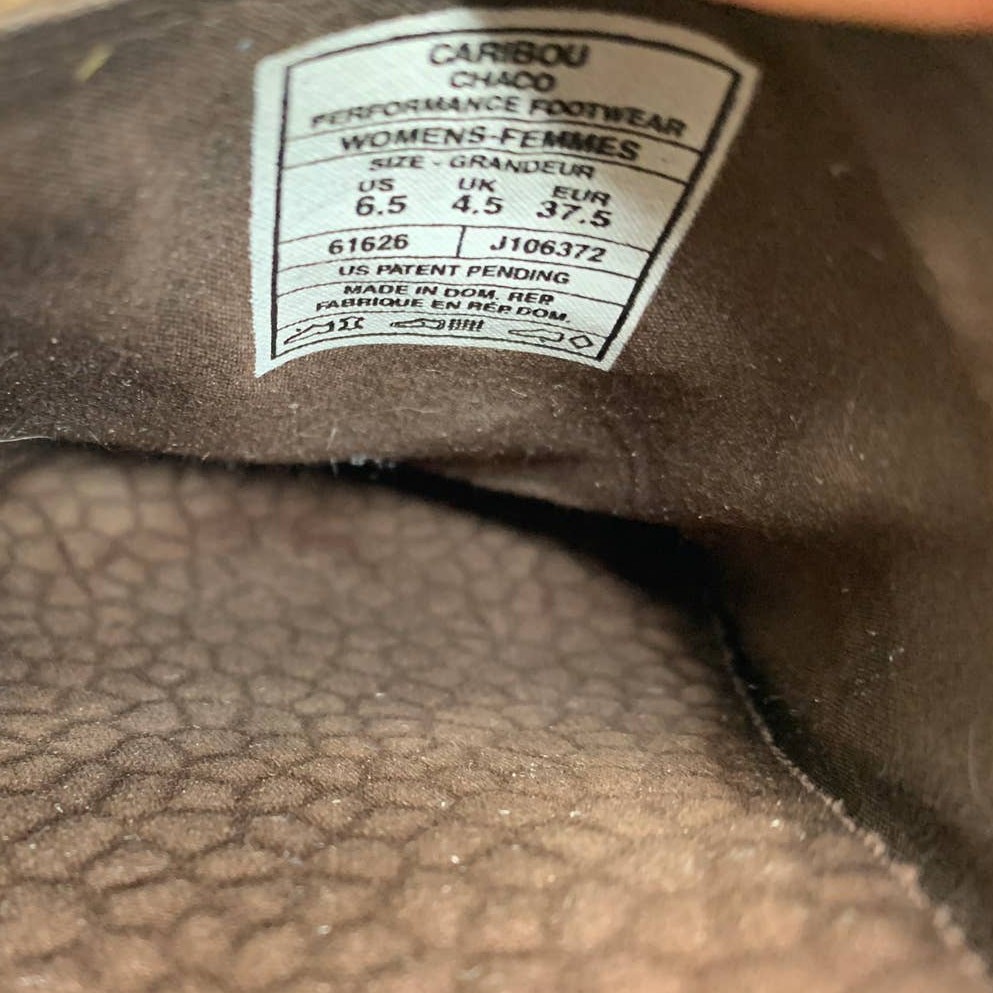 CARIBOU
CHACO
PERFORMANCE FOOTWEAR
WOMENS-FEMMES
SIZE - GRANDEUR
US UK EUR
6.5 4.5 37.5
61626 J106372
US PATENT PENDING
MADE IN DOM. REP.
FABRIQUE EN RÉP DOM.